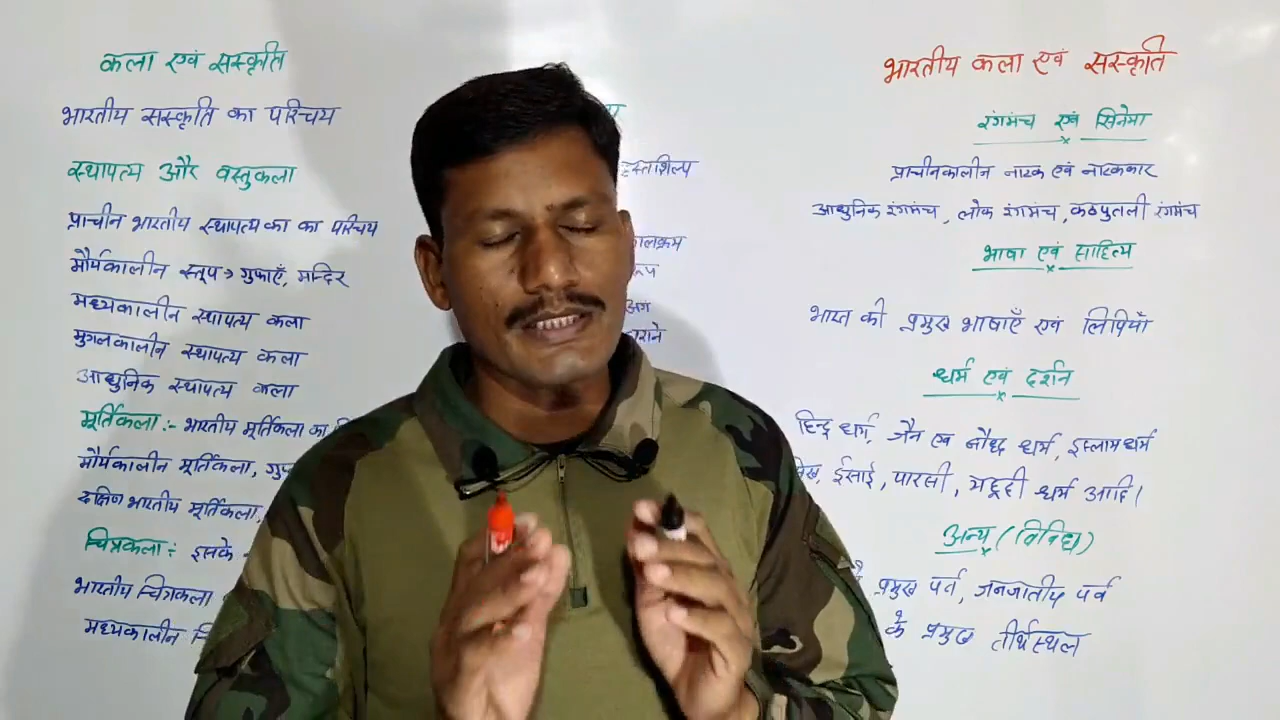 कला एवं संस्कृति
भारतीय संस्कृति का परिचय
स्थापत्य और वस्तुकला
प्राचीन भारतीय स्थापत्य का का परिचय
मौर्यकालीन स्तूप → गुफाएँ, मन्दिर
मध्यकालीन स्थापत्य कला
मुगलकालीन स्थापत्य कला
आधुनिक स्थापत्य कला
मूर्तिकला :- भारतीय मूर्तिकला का
मौर्यकालीन मूर्तिकला,
दक्षिण भारतीय मूर्तिकला,
चित्रकला : इसके
भारतीय चित्रकला
मध्यकालीन
हस्तशिल्प
भारतीय कला एवं संस्कृति
रंगमंच एवं सिनेमा
प्राचीनकालीन नाटक एवं नाटककार
आधुनिक रंगमंच, लोक रंगमंच, कठपुतली रंगमंच
भाषा एवं साहित्य
भारत की प्रमुख भाषाएँ एवं लिपियाँ
धर्म एवं दर्शन
हिन्दू धर्म, जैन एवं बौध्द धर्म, इस्लाम धर्म
ईसाई, पारसी, यहूदी धर्म आदि।
अन्य (विविध)
प्रमुख पर्व, जनजातीय पर्व
के प्रमुख तीर्थस्थल